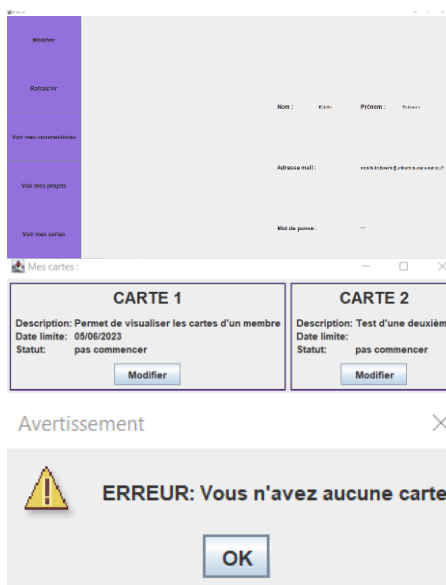 Modifier
Rafraichir
Nom :
Prénom :
Voir mes commentaires
Adresse mail :
Voir mes projets
Mot de passe :
Voir mes cartes
Mes cartes :
CARTE 1
Description: Permet de visualiser les cartes d'un membre
Date limite: 05/06/2023
Statut: pas commencer
Modifier
CARTE 2
Description: Test d'une deuxièm
Date limite:
Statut: pas commencer
Modifier
Avertissement
ERREUR: Vous n'avez aucune carte
OK